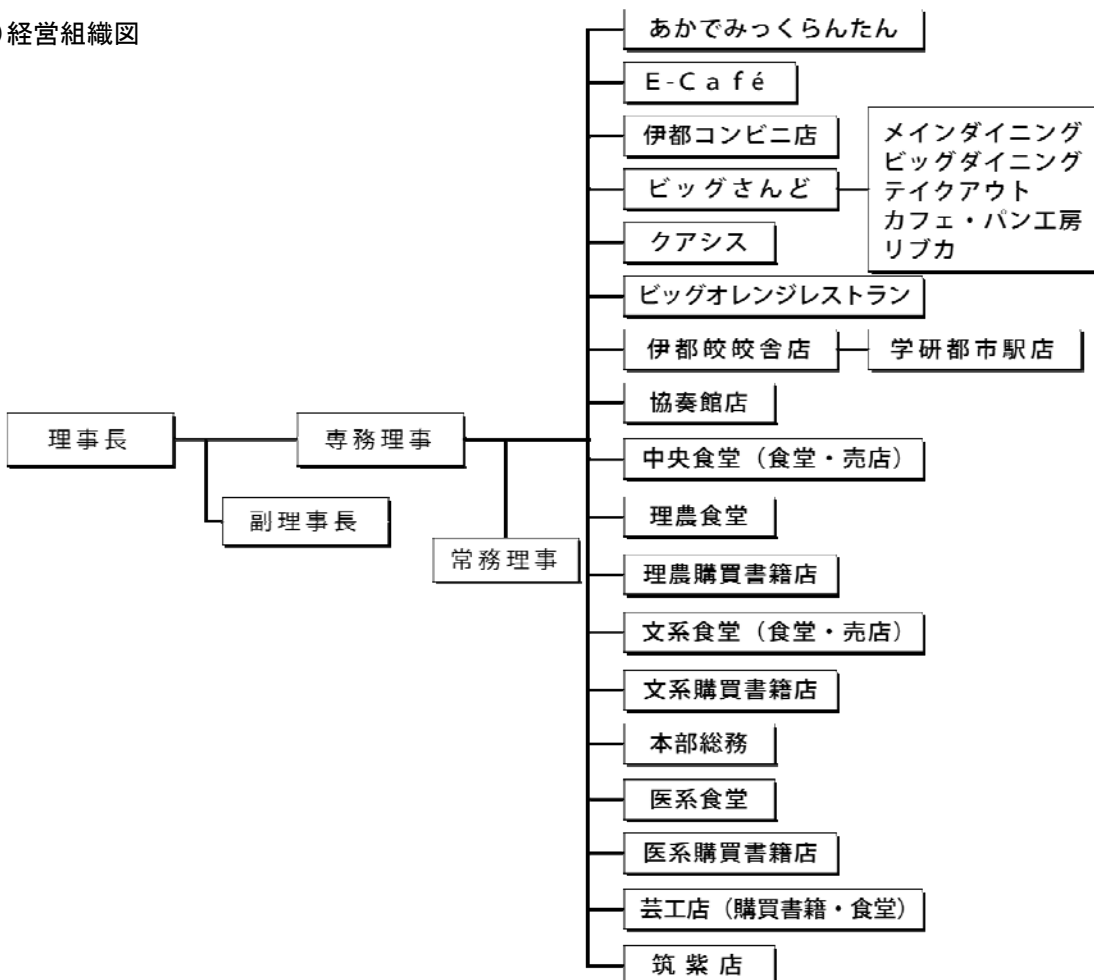 )経営組織図
あかでみっくらんたん
E-Café
伊都コンビニ店
ビッグさんど
メインダイニング
ビッグダイニング
テイクアウト
カフェ・パン工房
リブカ
クアシス
ビッグオレンジレストラン
伊都皎皎舎店
学研都市駅店
協奏館店
理事長
専務理事
中央食堂（食堂・売店）
副理事長
常務理事
理農食堂
理農購買書籍店
文系食堂（食堂・売店）
文系購買書籍店
本部総務
医系食堂
医系購買書籍店
芸工店（購買書籍・食堂）
筑紫店